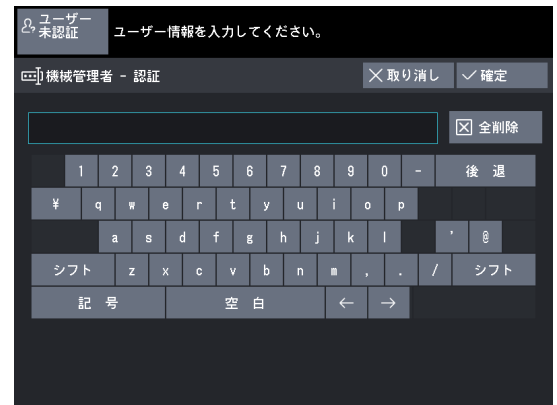 ユーザー
未認証
ユーザー情報を入力してください。
機械管理者 - 認証
取り消し
確定
全削除
1 2 3 4 5 6 7 8 9 0 - 後 退
¥ q w e r t y u i o p
a s d f g h j k l ’ @
シフト z x c v b n m , . / シフト
記 号 空 白 ← →